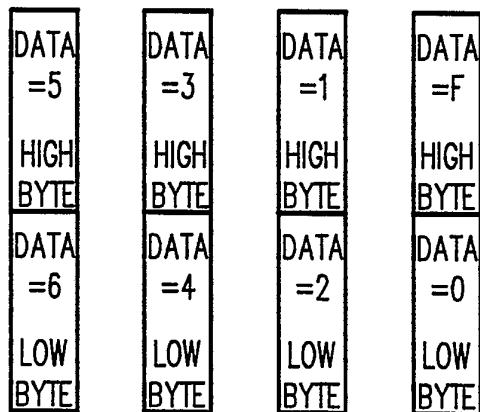 DATA DATA DATA DATA
=5 =3 =1 =F
HIGH HIGH HIGH HIGH
BYTE BYTE BYTE BYTE
DATA DATA DATA DATA
=6 =4 =2 =0
LOW LOW LOW LOW
BYTE BYTE BYTE BYTE